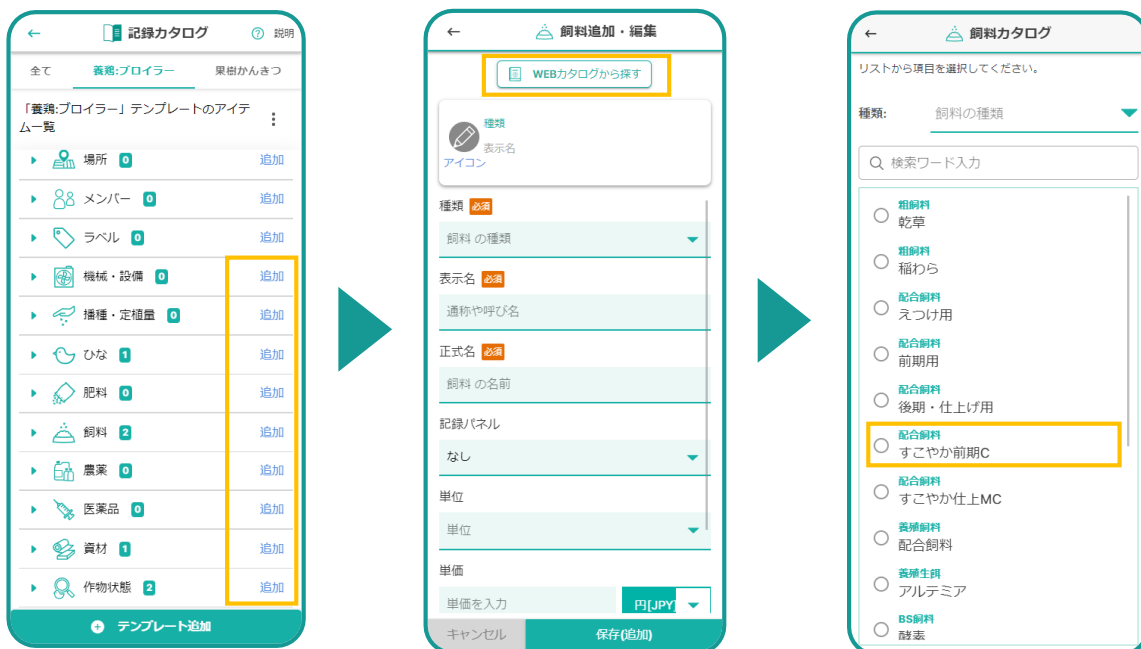 記録カタログ
説明
全て
養鶏:ブロイラー
果樹かんきつ
「養鶏:ブロイラー」テンプレートのアイテ
ム一覧
場所 0 追加
メンバー 0 追加
ラベル 0 追加
機械・設備 0 追加
播種・定植量 0 追加
ひな 1 追加
肥料 0 追加
飼料 2 追加
農薬 0 追加
医薬品 0 追加
資材 1 追加
作物状態 2 追加
テンプレート追加
飼料追加・編集
WEBカタログから探す
種類
表示名
アイコン
種類 必須
飼料 の種類
表示名 必須
通称や呼び名
正式名 必須
飼料 の名前
記録パネル
なし
単位
単位
単価
単価を入力 円[JPY]
キャンセル 保存(追加)
飼料カタログ
リストから項目を選択してください。
種類: 飼料の種類
検索ワード入力
粗飼料
乾草
粗飼料
稲わら
配合飼料
えつけ用
配合飼料
前期用
配合飼料
後期・仕上げ用
配合飼料
すこやか前期C
配合飼料
すこやか仕上MC
養殖飼料
配合飼料
養殖生餌
アルテミア
BS飼料
酵素